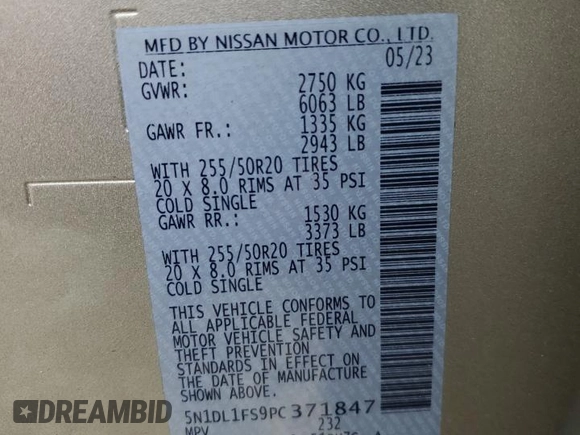 MFD BY NISSAN MOTOR CO., LTD.
DATE: 05/23
GVWR: 2750 KG
6063 LB
GAWR FR.: 1335 KG
2943 LB
WITH 255/50R20 TIRES
20 X 8.0 RIMS AT 35 PSI
COLD SINGLE
GAWR RR.: 1530 KG
3373 LB
WITH 255/50R20 TIRES
20 X 8.0 RIMS AT 35 PSI
COLD SINGLE
THIS VEHICLE CONFORMS TO
ALL APPLICABLE FEDERAL
MOTOR VEHICLE SAFETY AND
THEFT PREVENTION
STANDARDS IN EFFECT ON
THE DATE OF MANUFACTURE
SHOWN ABOVE.
5N1DL1FS9PC371847
MPV 232
DREAMBID